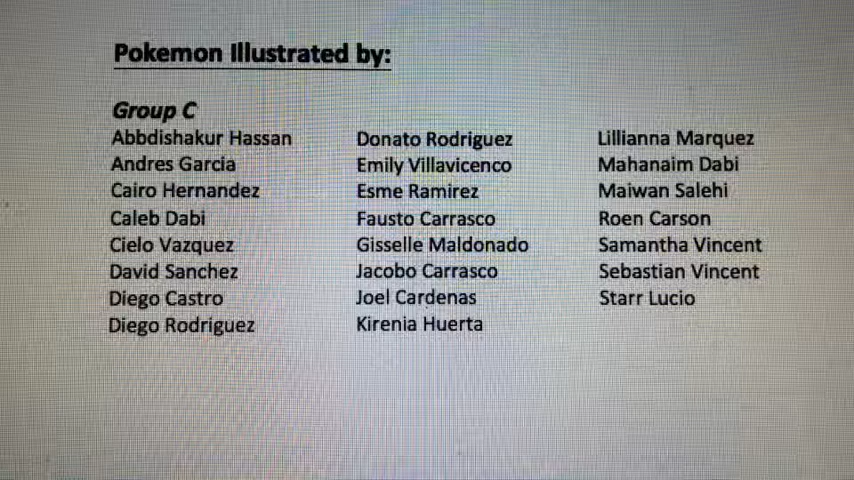 Pokemon Illustrated by:
Group C
Abbdishakur Hassan
Andres Garcia
Cairo Hernandez
Caleb Dabi
Cielo Vazquez
David Sanchez
Diego Castro
Diego Rodriguez
Donato Rodriguez
Emily Villavicenco
Esme Ramirez
Fausto Carrasco
Gisselle Maldonado
Jacobo Carrasco
Joel Cardenas
Kirenia Huerta
Lillianna Marquez
Mahanaim Dabi
Maiwan Salehi
Roen Carson
Samantha Vincent
Sebastian Vincent
Starr Lucio